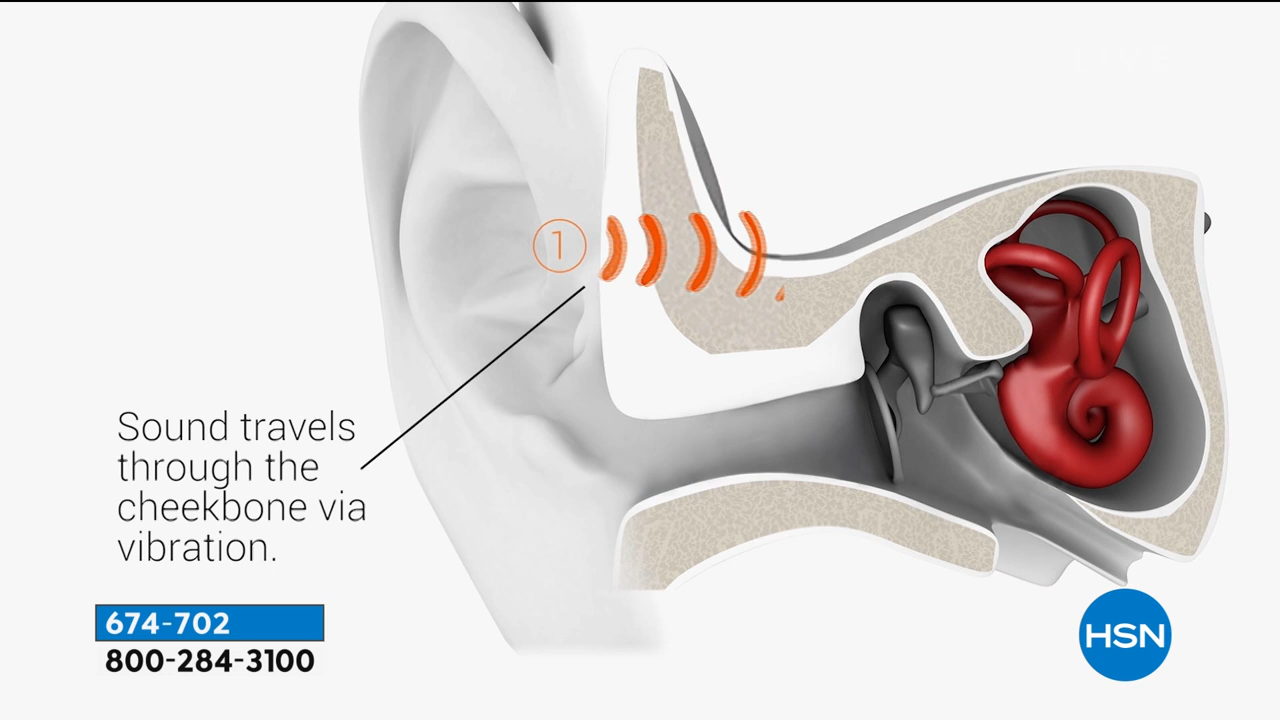 1
Sound travels
through the
cheekbone via
vibration.
674-702
800-284-3100
HSN